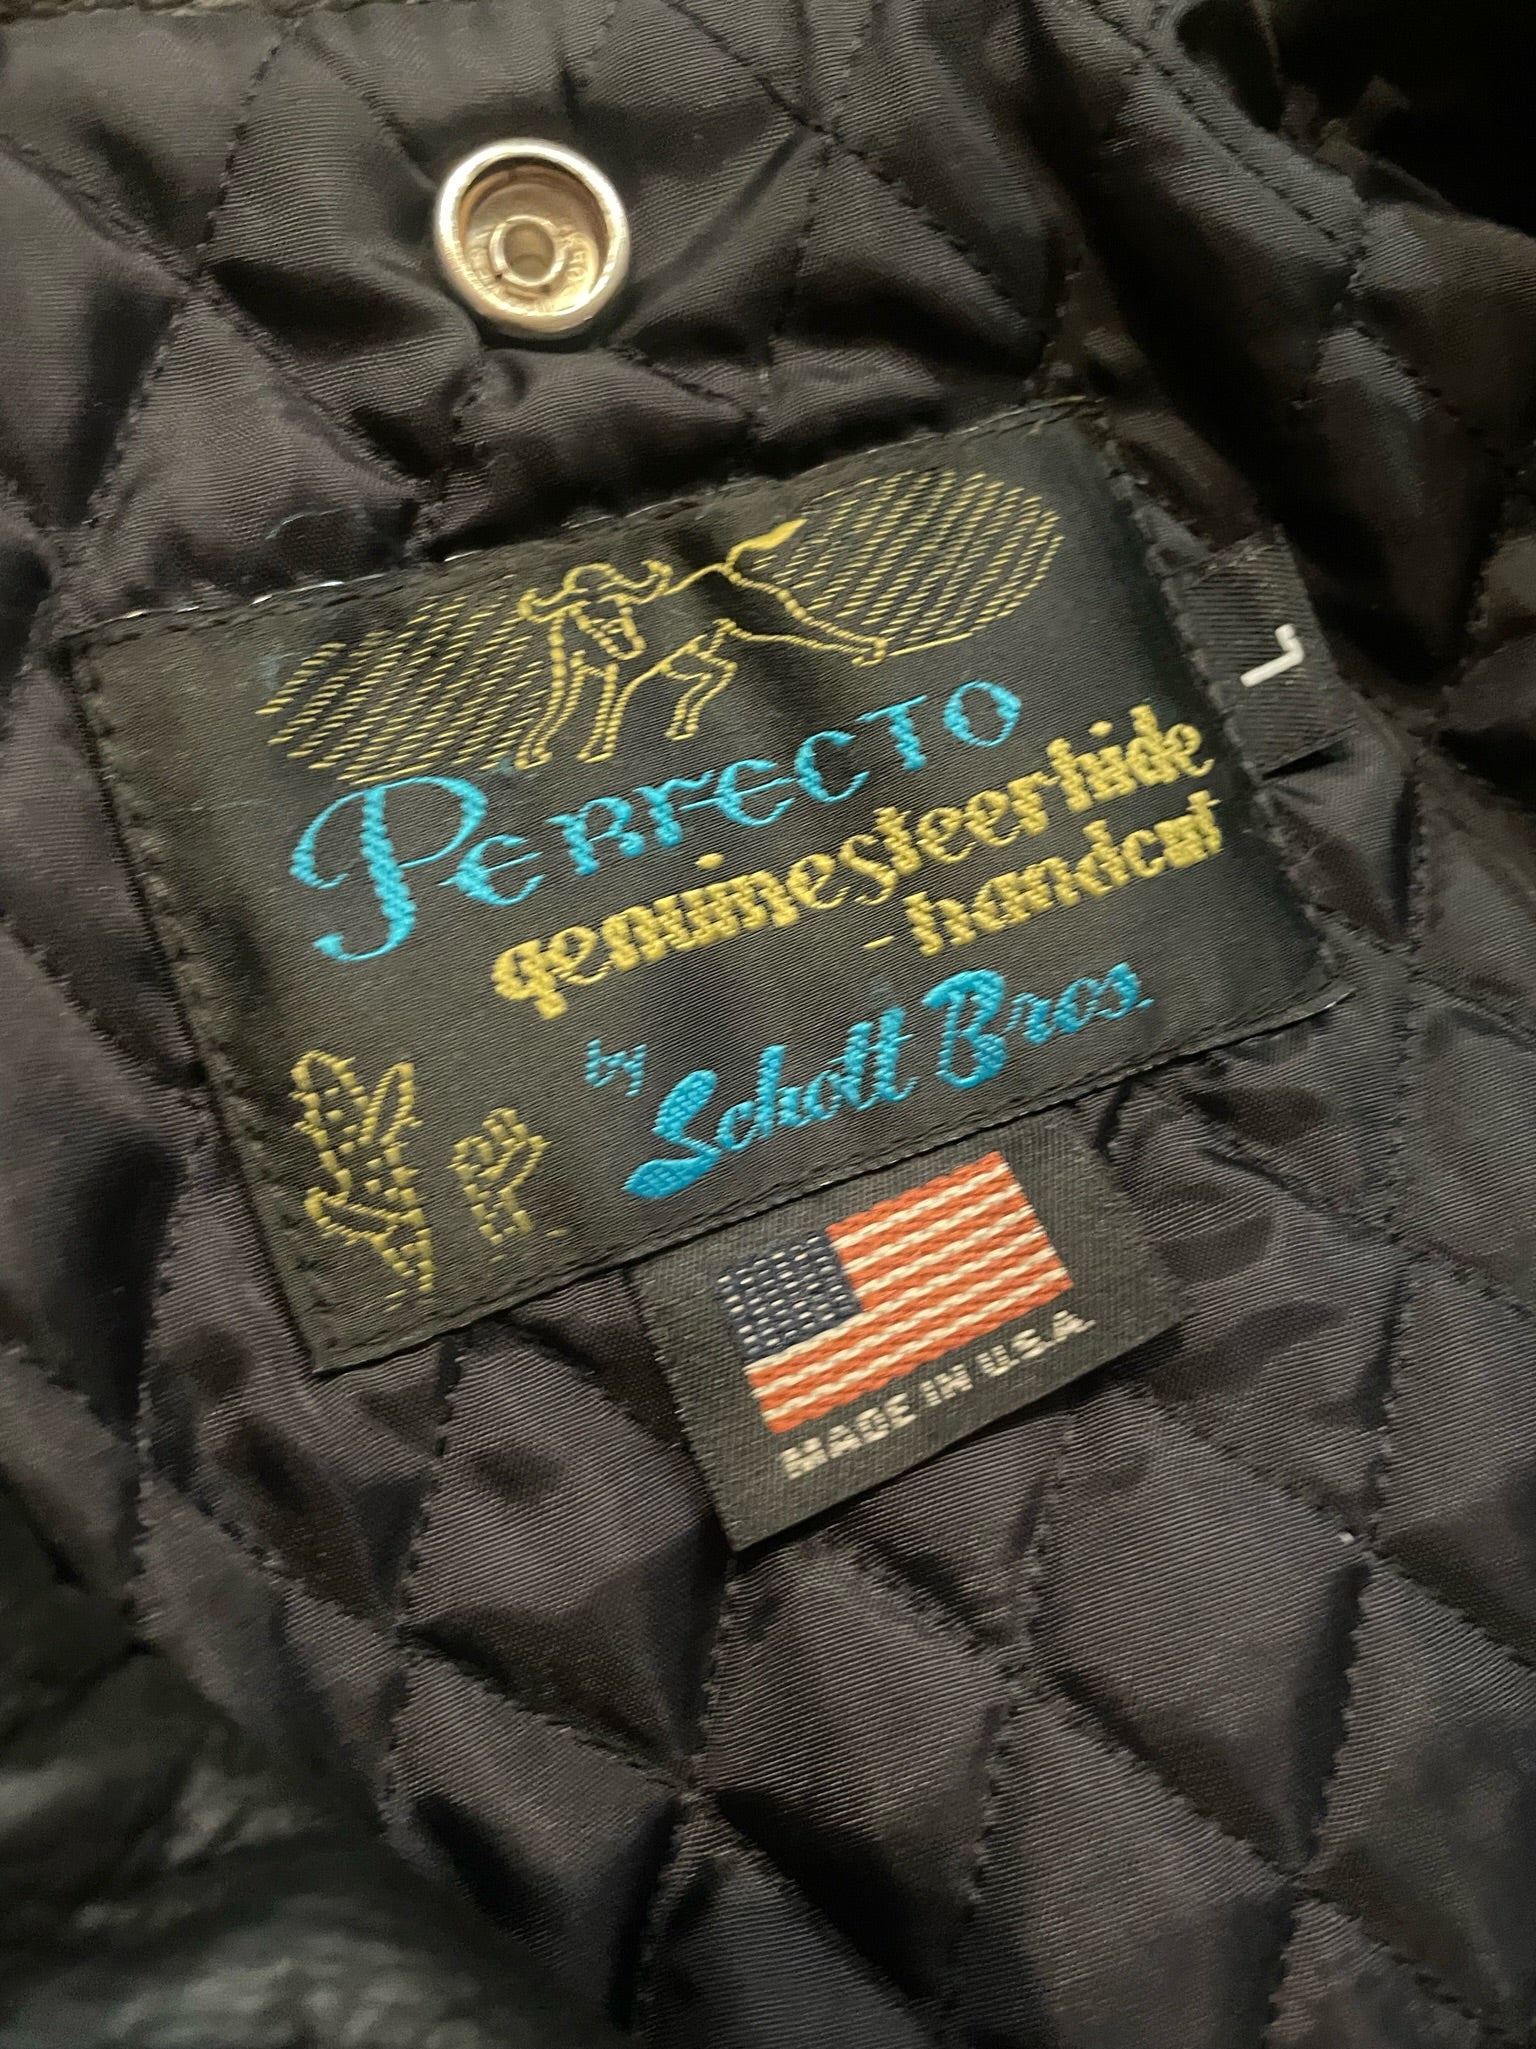 PERFECTO
genuine steerhide
- handcut
by Schott Bros.
L
MADE IN U.S.A.